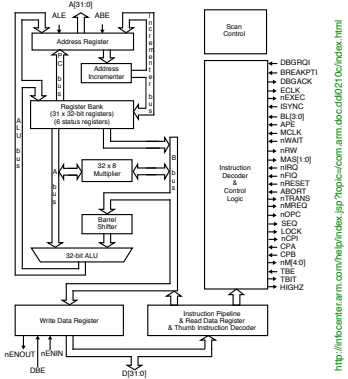 A[31:0]
ALE
ABE
Address Register
PC bus
Address
Incrementer
Incrementer bus
Register Bank
(31 x 32-bit registers)
(6 status registers)
ALU bus
A bus
B bus
32 x 8
Multiplier
Barrel
Shifter
32-bit ALU
Write Data Register
Instruction Pipeline
& Read Data Register
& Thumb Instruction Decoder
nENOUT
nENIN
DBE
D[31:0]
Scan
Control
Instruction
Decoder
&
Control
Logic
DBGRQI
BREAKPTI
DBGACK
ECLK
nEXEC
ISYNC
BL[3:0]
APE
MCLK
nWAIT
nRW
MAS[1:0]
nIRQ
nFIQ
nRESET
ABORT
nTRANS
nMREQ
nOPC
SEQ
LOCK
nCPI
CPA
CPB
nM[4:0]
TBE
TBIT
HIGHZ
http://infocenter.arm.com/help/index.jsp?topic=/com.arm.doc.ddi0210c/index.html